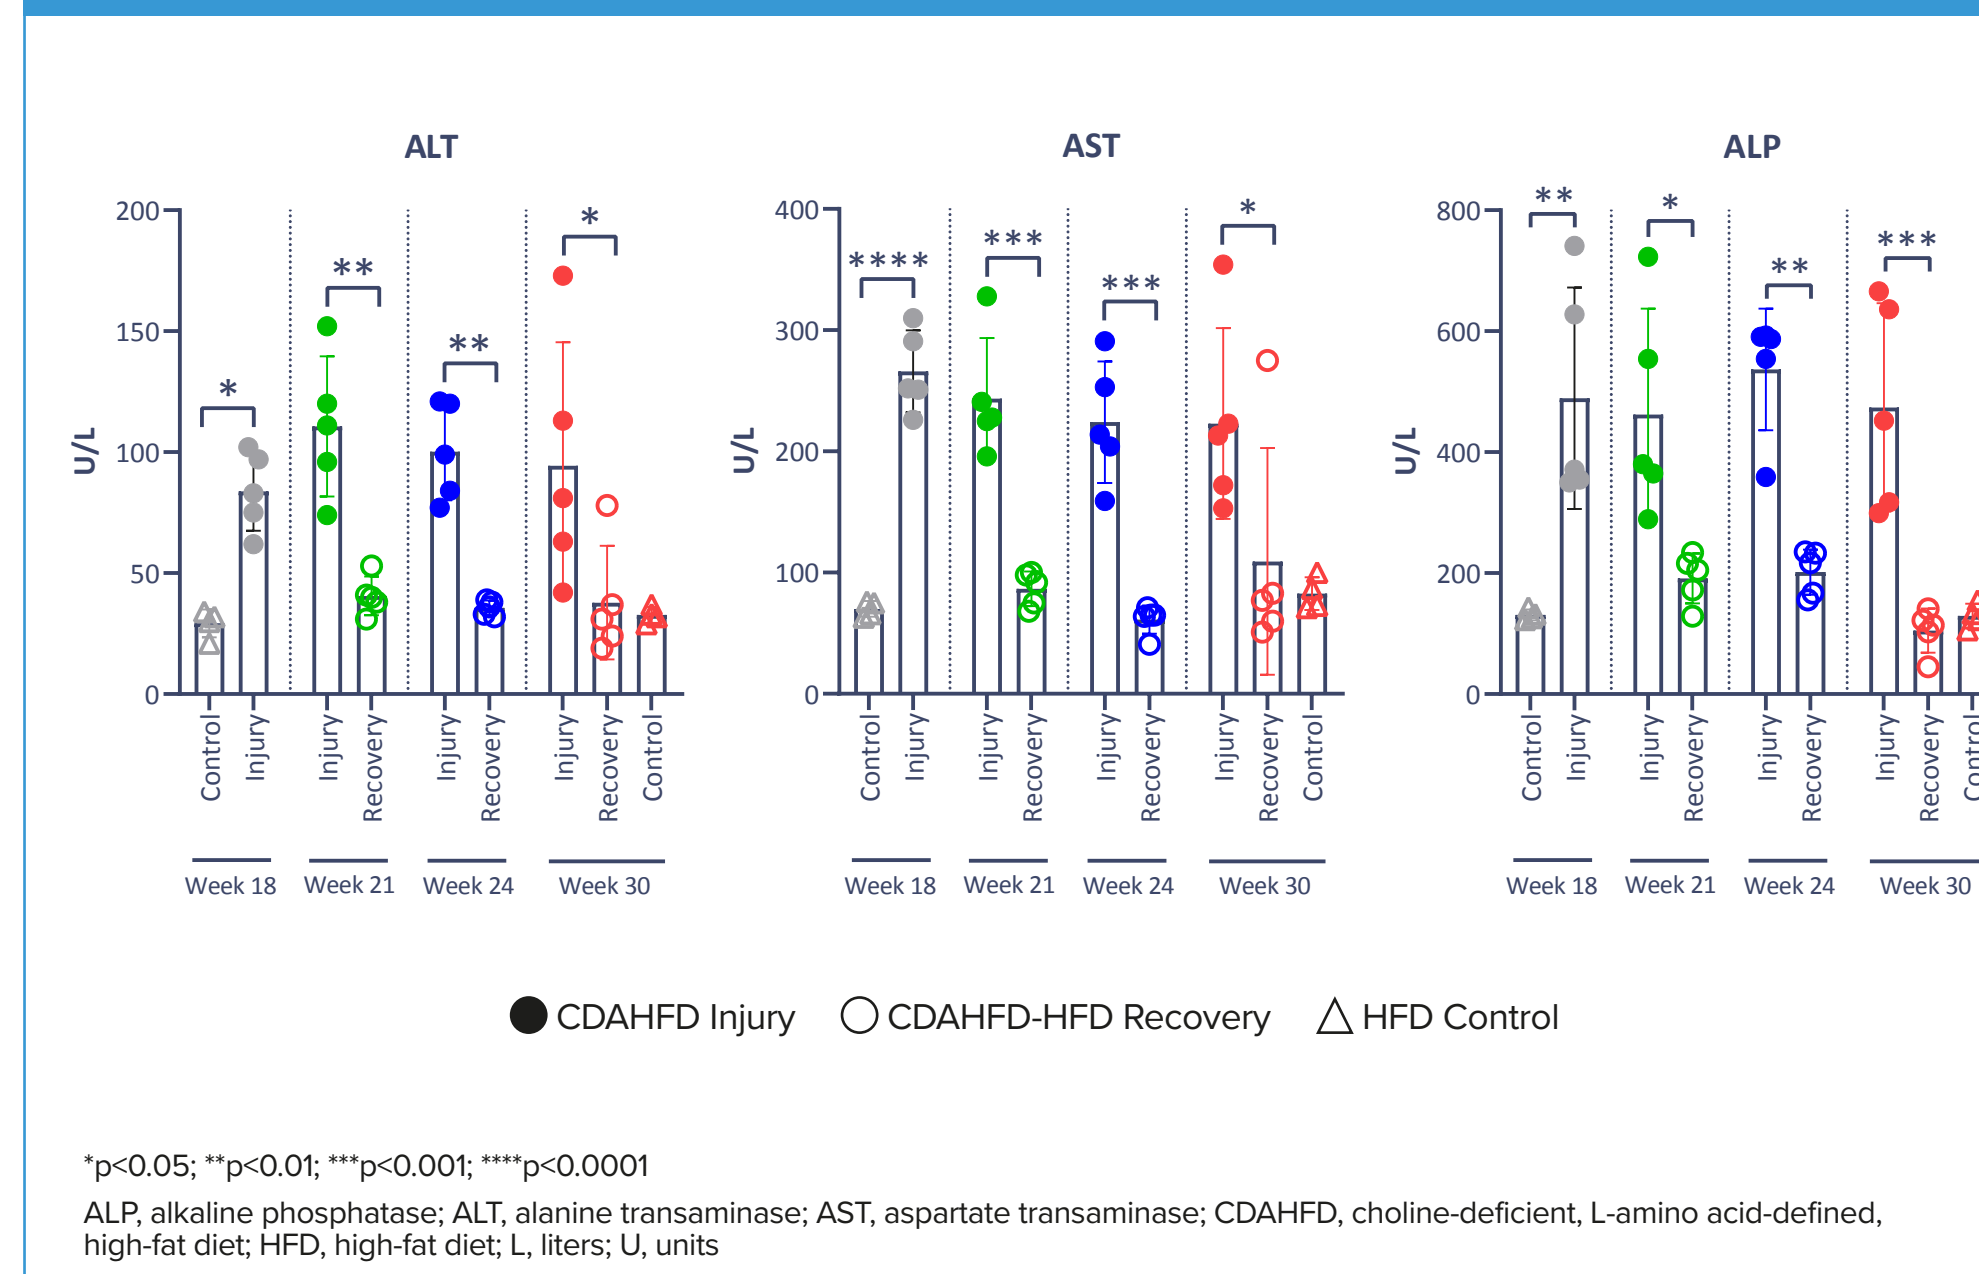 ALT
AST
ALP
U/L
200
150
100
50
0
*
**
**
*
Control
Injury
Injury
Recovery
Injury
Recovery
Injury
Recovery
Control
Week 18
Week 21
Week 24
Week 30
U/L
400
300
200
100
0
****
***
***
*
Control
Injury
Injury
Recovery
Injury
Recovery
Injury
Recovery
Control
Week 18
Week 21
Week 24
Week 30
U/L
800
600
400
200
0
**
*
**
***
Control
Injury
Injury
Recovery
Injury
Recovery
Injury
Recovery
Control
Week 18
Week 21
Week 24
Week 30
CDAHFD Injury
CDAHFD-HFD Recovery
HFD Control
*p<0.05; **p<0.01; ***p<0.001; ****p<0.0001
ALP, alkaline phosphatase; ALT, alanine transaminase; AST, aspartate transaminase; CDAHFD, choline-deficient, L-amino acid-defined,
high-fat diet; HFD, high-fat diet; L, liters; U, units